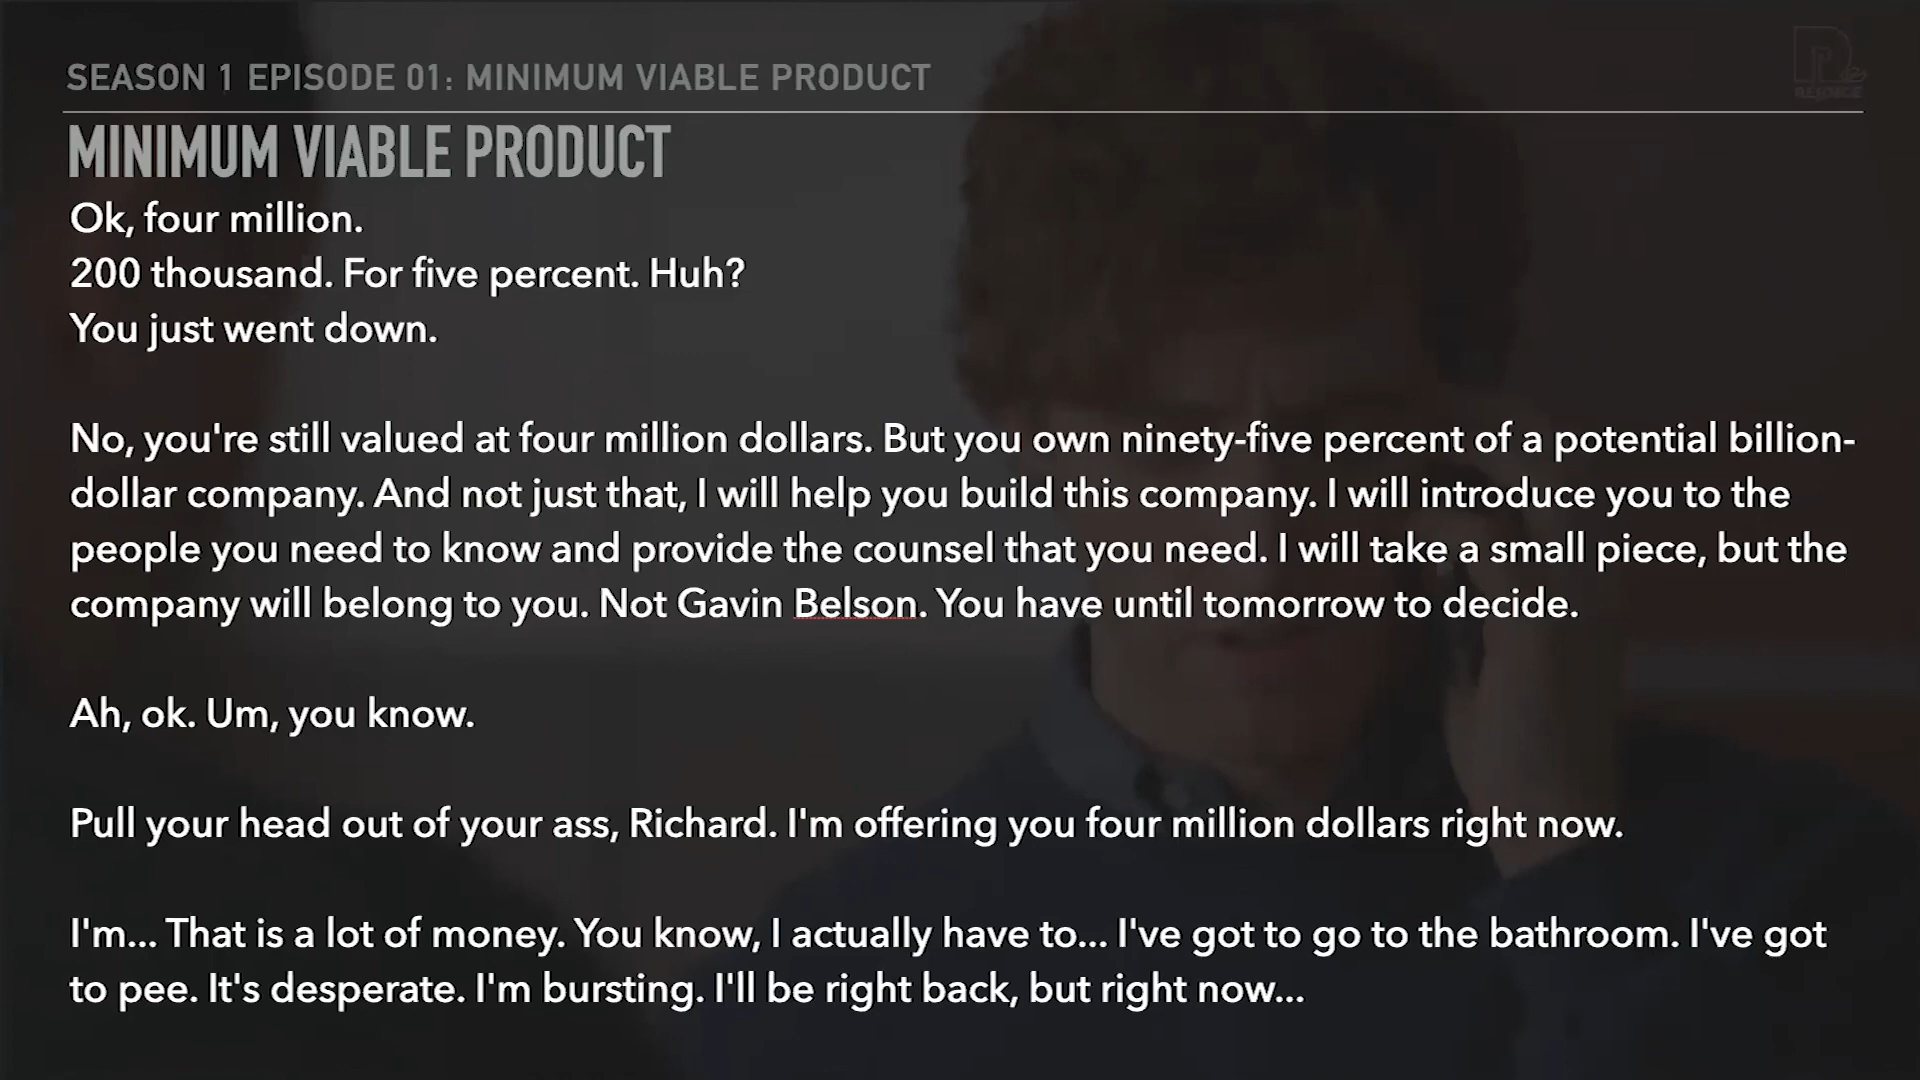 SEASON 1 EPISODE 01: MINIMUM VIABLE PRODUCT
MINIMUM VIABLE PRODUCT
Ok, four million.
200 thousand. For five percent. Huh?
You just went down.
No, you're still valued at four million dollars. But you own ninety-five percent of a potential billion-
dollar company. And not just that, I will help you build this company. I will introduce you to the
people you need to know and provide the counsel that you need. I will take a small piece, but the
company will belong to you. Not Gavin Belson. You have until tomorrow to decide.
Ah, ok. Um, you know.
Pull your head out of your ass, Richard. I'm offering you four million dollars right now.
I'm... That is a lot of money. You know, I actually have to... I've got to go to the bathroom. I've got
to pee. It's desperate. I'm bursting. I'll be right back, but right now...